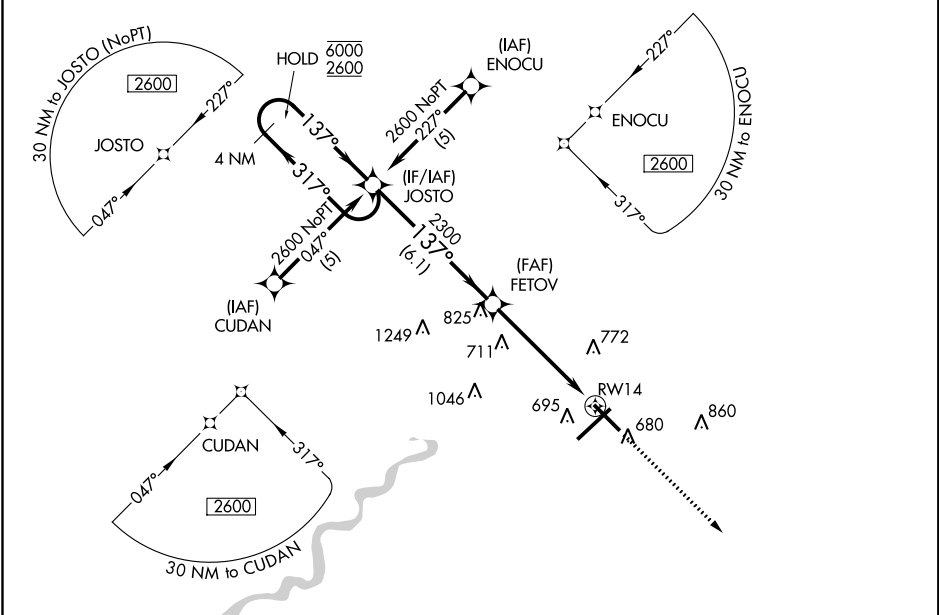 30 NM to JOSTO (NoPT)
2600
227°
JOSTO
047°
HOLD
6000
2600
4 NM
137°
317°
(IAF)
ENOCU
2600 NoPT
227°
(5)
(IF/IAF)
JOSTO
2600 NoPT
047°
(5)
(IAF)
CUDAN
2300
137°
(6.1)
(FAF)
FETOV
227°
ENOCU
2600
317°
30 NM to ENOCU
825
1249
711
772
1046
695
RW14
680
860
CUDAN
047°
317°
2600
30 NM to CUDAN